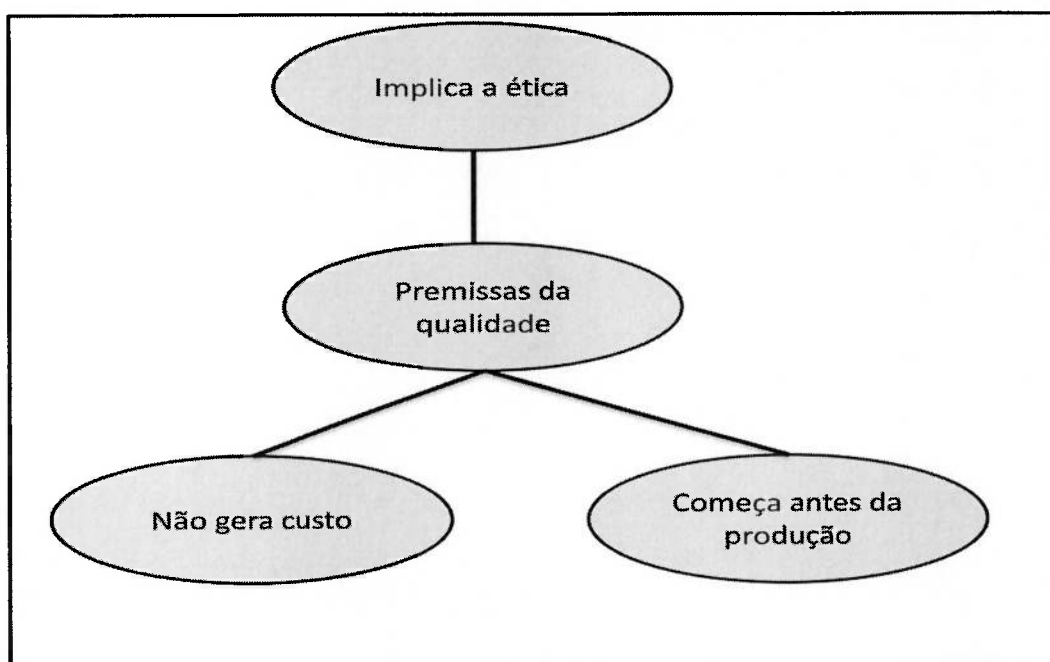 Implica a ética
Premissas da
qualidade
Não gera custo
Começa antes da
produção